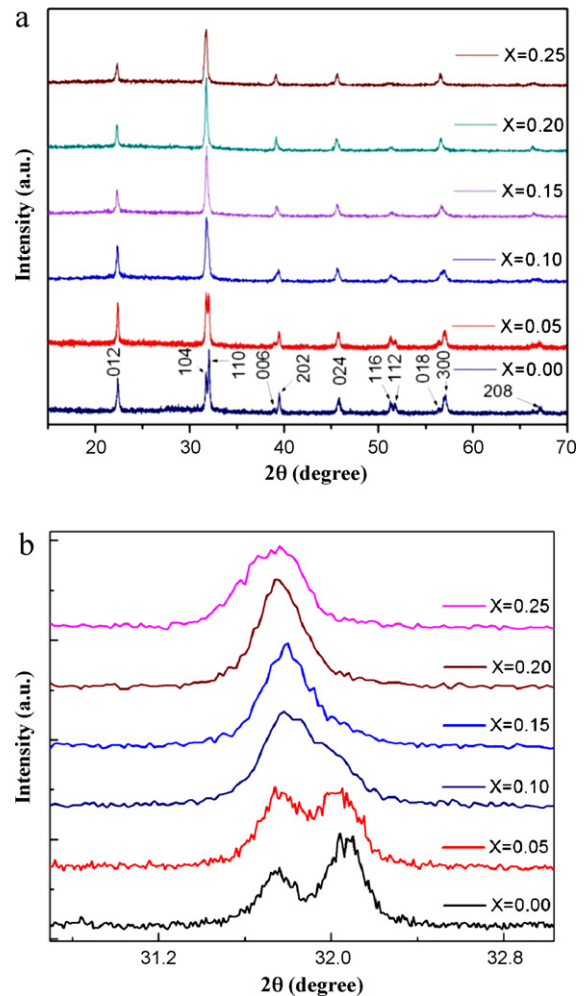 a
X=0.25
X=0.20
X=0.15
X=0.10
X=0.05
X=0.00
012
104
110
006
202
024
116
112
018
300
208
Intensity (a.u.)
20 30 40 50 60 70
2θ (degree)
b
X=0.25
X=0.20
X=0.15
X=0.10
X=0.05
X=0.00
Intensity (a.u.)
31.2 32.0 32.8
2θ (degree)